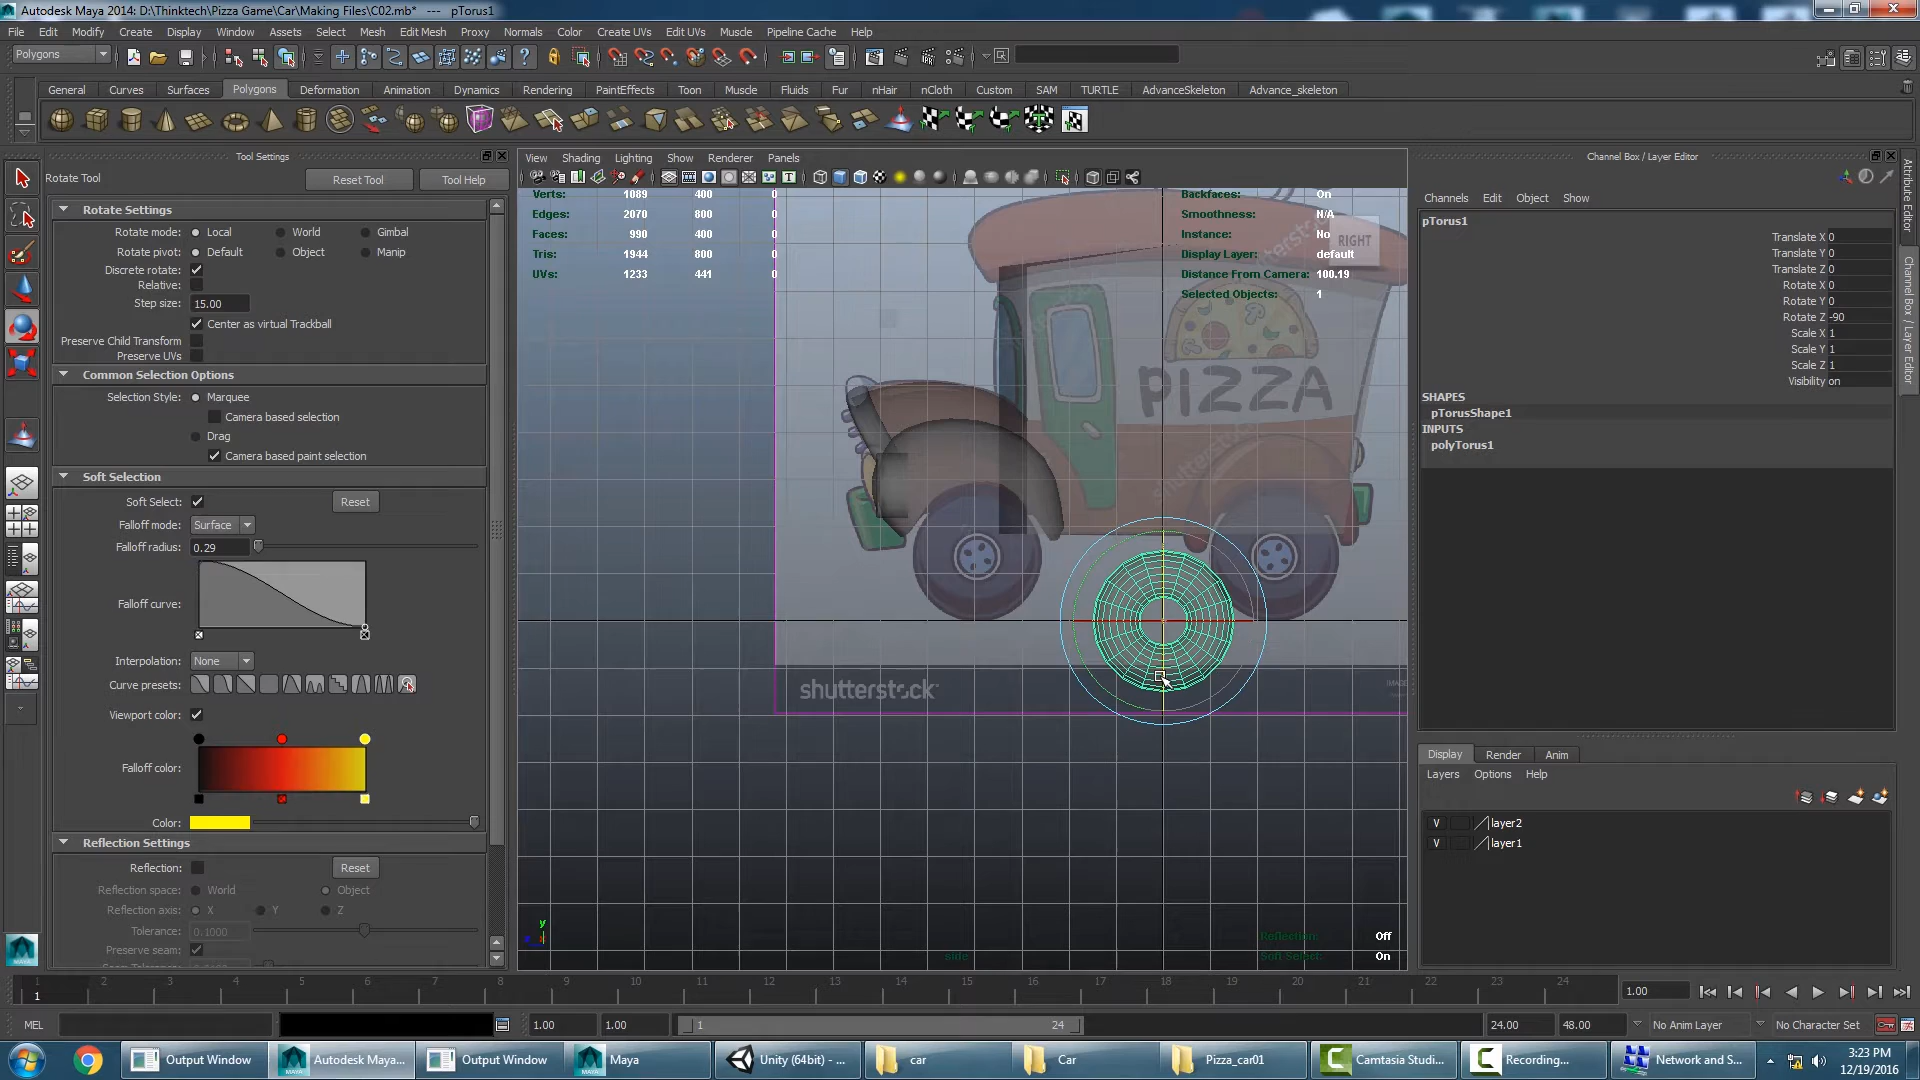 Autodesk Maya 2014: D:\Thinktech\Pizza Game\Car\Making Files\C02.mb* --- pTorus1
File Edit Modify Create Display Window Assets Select Mesh Edit Mesh Proxy Normals Color Create UVs Edit UVs Muscle Pipeline Cache Help
Polygons
General Curves Surfaces Polygons Deformation Animation Dynamics Rendering PaintEffects Toon Muscle Fluids Fur nHair nCloth Custom SAM TURTLE AdvanceSkeleton Advance_skeleton
Tool Settings
Rotate Tool Reset Tool Tool Help
Rotate Settings
Rotate mode: Local World Gimbal
Rotate pivot: Default Object Manip
Discrete rotate:
Relative:
Step size: 15.00
Center as virtual Trackball
Preserve Child Transform
Preserve UVs
Common Selection Options
Selection Style: Marquee
Camera based selection
Drag
Camera based paint selection
Soft Selection
Soft Select: Reset
Falloff mode: Surface
Falloff radius: 0.29
Falloff curve:
Interpolation: None
Curve presets:
Viewport color:
Falloff color:
Color:
Reflection Settings
Reflection: Reset
Reflection space: World Object
Reflection axis: X Y Z
Tolerance: 0.1000
Preserve seam:
View Shading Lighting Show Renderer Panels
Verts: 1089 400 0
Edges: 2070 800 0
Faces: 990 400 0
Tris: 1944 800 0
UVs: 1233 441 0
Backfaces: On
Smoothness: N/A
Instance: No
Display Layer: default
Distance From Camera: 100.19
Selected Objects: 1
RIGHT
PIZZA
shutterstock
shutterstock
y
side
Reflection: Off
Soft Select: On
Channel Box / Layer Editor
Channels Edit Object Show
pTorus1
Translate X 0
Translate Y 0
Translate Z 0
Rotate X 0
Rotate Y 0
Rotate Z -90
Scale X 1
Scale Y 1
Scale Z 1
Visibility on
SHAPES
pTorusShape1
INPUTS
polyTorus1
Display Render Anim
Layers Options Help
V layer2
V layer1
Attribute Editor
Channel Box / Layer Editor
1 2 3 4 5 6 7 8 9 10 11 12 13 14 15 16 17 18 19 20 21 22 23 24
1
1.00
MEL
1.00 1.00 1 24 24.00 48.00 No Anim Layer No Character Set
Output Window Autodesk Maya... Output Window Maya Unity (64bit) - ... car Car Pizza_car01 Camtasia Studi... Recording... Network and S...
3:23 PM
12/19/2016